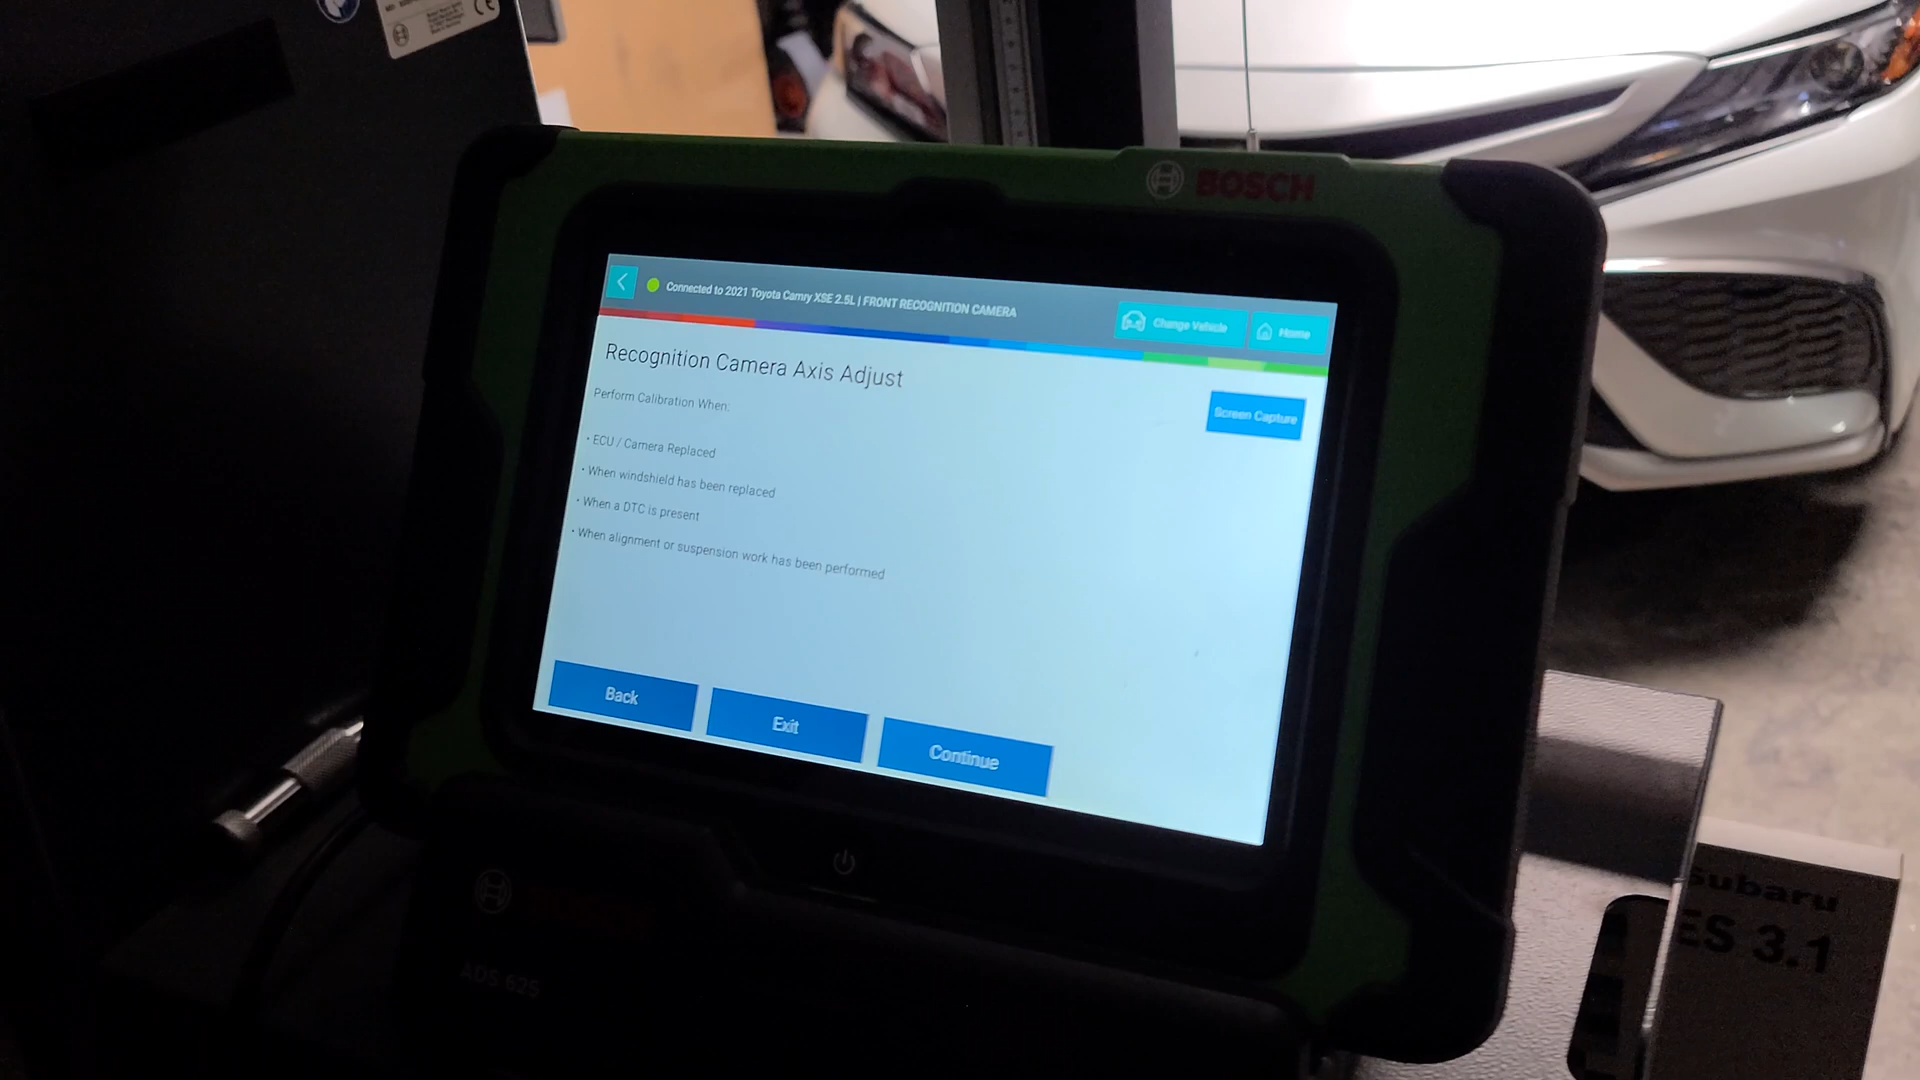 BOSCH
Connected to 2021 Toyota Camry XSE 2.5L | FRONT RECOGNITION CAMERA
Change Vehicle
Home
Recognition Camera Axis Adjust
Screen Capture
Perform Calibration When:
• ECU / Camera Replaced
• When windshield has been replaced
• When a DTC is present
• When alignment or suspension work has been performed
Back
Exit
Continue
ADS 625
Subaru
ES 3.1